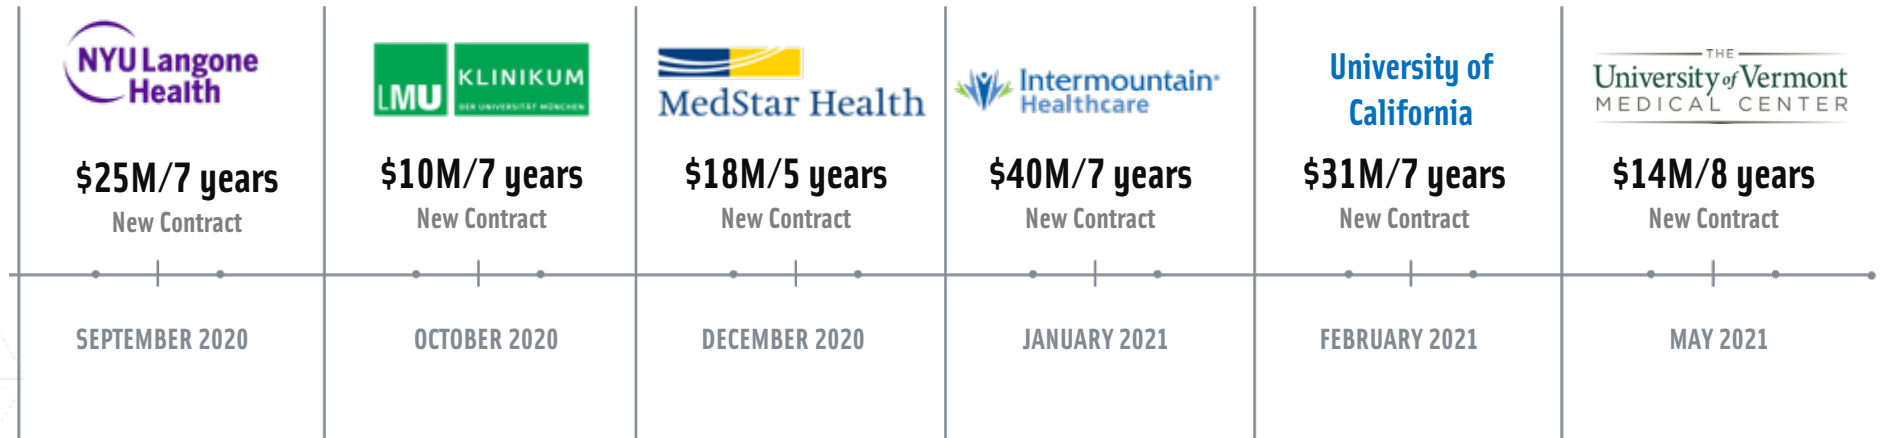 NYU Langone
Health
$25M/7 years
New Contract
SEPTEMBER 2020
LMU KLINIKUM
DER UNIVERSITÄT MÜNCHEN
$10M/7 years
New Contract
OCTOBER 2020
MedStar Health
$18M/5 years
New Contract
DECEMBER 2020
Intermountain
Healthcare
$40M/7 years
New Contract
JANUARY 2021
University of
California
$31M/7 years
New Contract
FEBRUARY 2021
THE
University of Vermont
MEDICAL CENTER
$14M/8 years
New Contract
MAY 2021